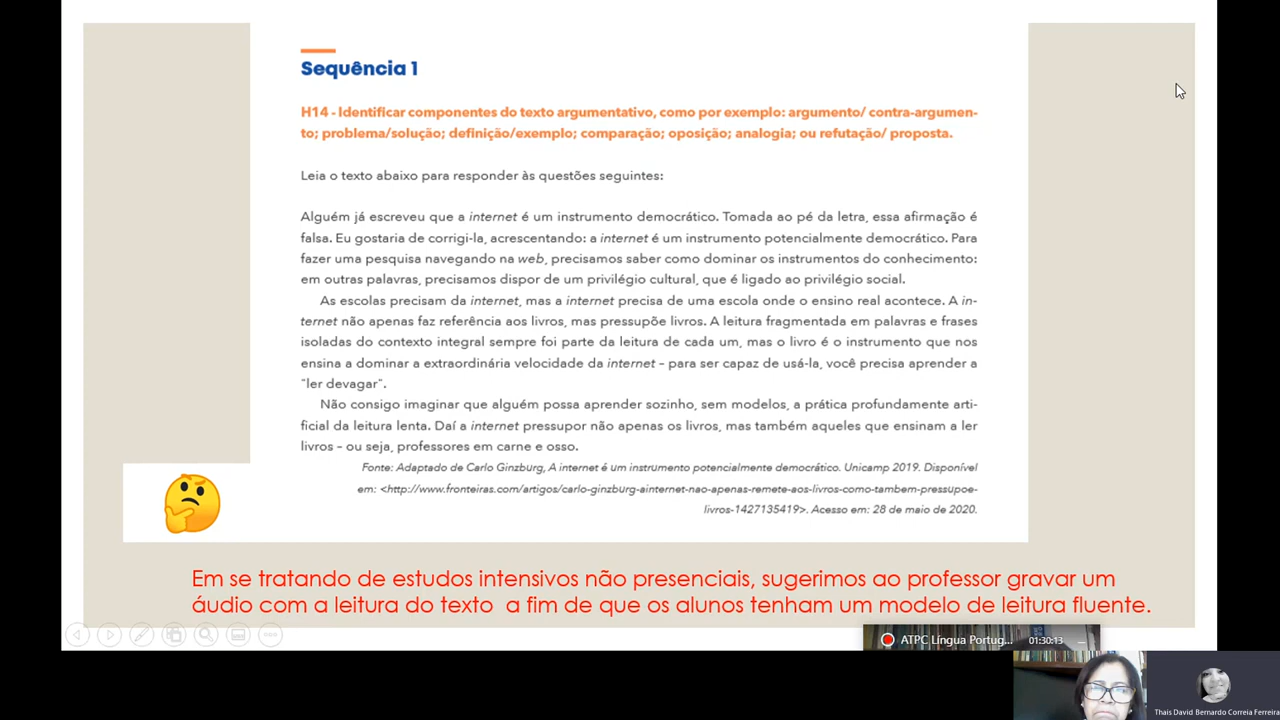 Sequência 1
H14 - Identificar componentes do texto argumentativo, como por exemplo: argumento/ contra-argumen-
to; problema/solução; definição/exemplo; comparação; oposição; analogia; ou refutação/ proposta.
Leia o texto abaixo para responder às questões seguintes:
Alguém já escreveu que a internet é um instrumento democrático. Tomada ao pé da letra, essa afirmação é
falsa. Eu gostaria de corrigi-la, acrescentando: a internet é um instrumento potencialmente democrático. Para
fazer uma pesquisa navegando na web, precisamos saber como dominar os instrumentos do conhecimento:
em outras palavras, precisamos dispor de um privilégio cultural, que é ligado ao privilégio social.
As escolas precisam da internet, mas a internet precisa de uma escola onde o ensino real acontece. A in-
ternet não apenas faz referência aos livros, mas pressupõe livros. A leitura fragmentada em palavras e frases
isoladas do contexto integral sempre foi parte da leitura de cada um, mas o livro é o instrumento que nos
ensina a dominar a extraordinária velocidade da internet – para ser capaz de usá-la, você precisa aprender a
"ler devagar".
Não consigo imaginar que alguém possa aprender sozinho, sem modelos, a prática profundamente arti-
ficial da leitura lenta. Daí a internet pressupor não apenas os livros, mas também aqueles que ensinam a ler
livros – ou seja, professores em carne e osso.
Fonte: Adaptado de Carlo Ginzburg, A internet é um instrumento potencialmente democrático. Unicamp 2019. Disponível
em: <http://www.fronteiras.com/artigos/carlo-ginzburg-ainternet-nao-apenas-remete-aos-livros-como-tambem-pressupoe-
livros-1427135419>. Acesso em: 28 de maio de 2020.
Em se tratando de estudos intensivos não presenciais, sugerimos ao professor gravar um
áudio com a leitura do texto a fim de que os alunos tenham um modelo de leitura fluente.
ATPC Língua Portug... 01:30:13
Thais David Bernardo Correia Ferreira